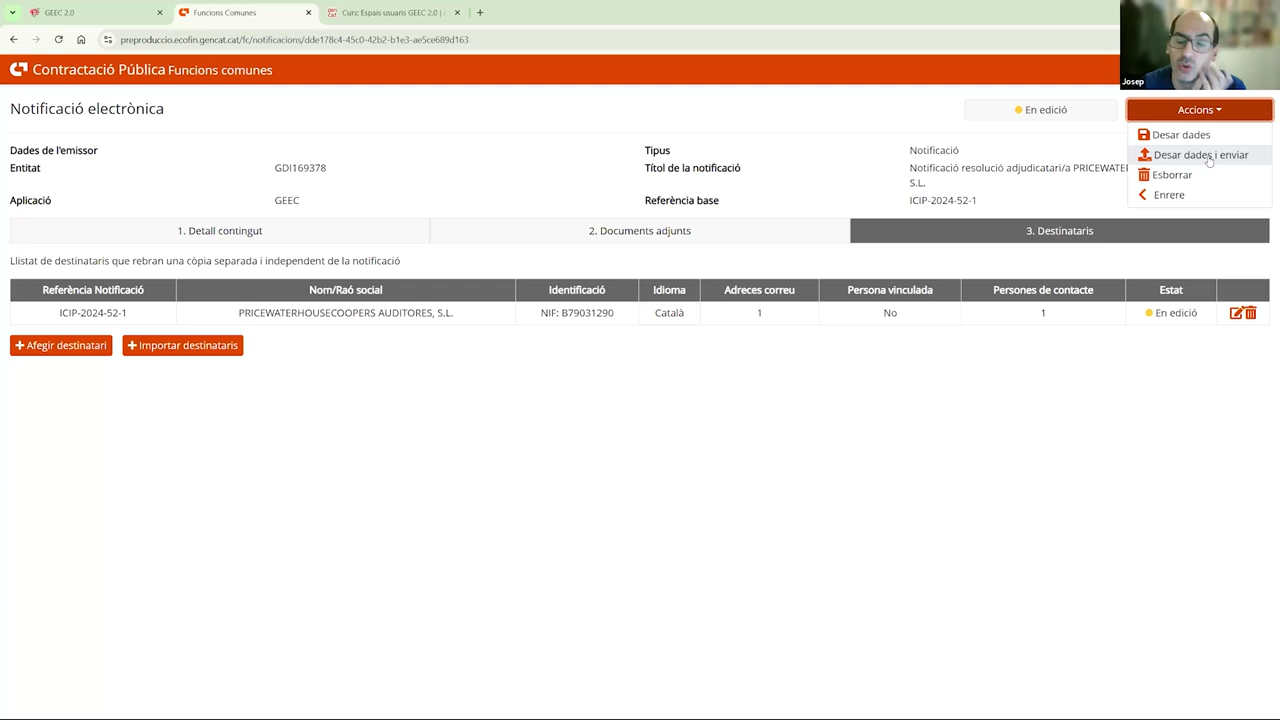 GEEC 2.0
Funcions Comunes
Curs: Espais usuaris GEEC 2.0 |
preproduccio.ecofin.gencat.cat/fc/notificacions/dde178c4-45c0-42b2-b1e3-ae5ce689d163
Josep
Contractació Pública Funcions comunes
Notificació electrònica
En edició
Accions
Desar dades
Desar dades i enviar
Esborrar
Enrere
Dades de l'emissor
Tipus
Notificació
Entitat
GDI169378
Títol de la notificació
Notificació resolució adjudicatari/a PRICEWATER
S.L.
Aplicació
GEEC
Referència base
ICIP-2024-52-1
1. Detall contingut
2. Documents adjunts
3. Destinataris
Llistat de destinataris que rebran una còpia separada i independent de la notificació
Referència Notificació
Nom/Raó social
Identificació
Idioma
Adreces correu
Persona vinculada
Persones de contacte
Estat
ICIP-2024-52-1
PRICEWATERHOUSECOOPERS AUDITORES, S.L.
NIF: B79031290
Català
1
No
1
En edició
+ Afegir destinatari
+ Importar destinataris